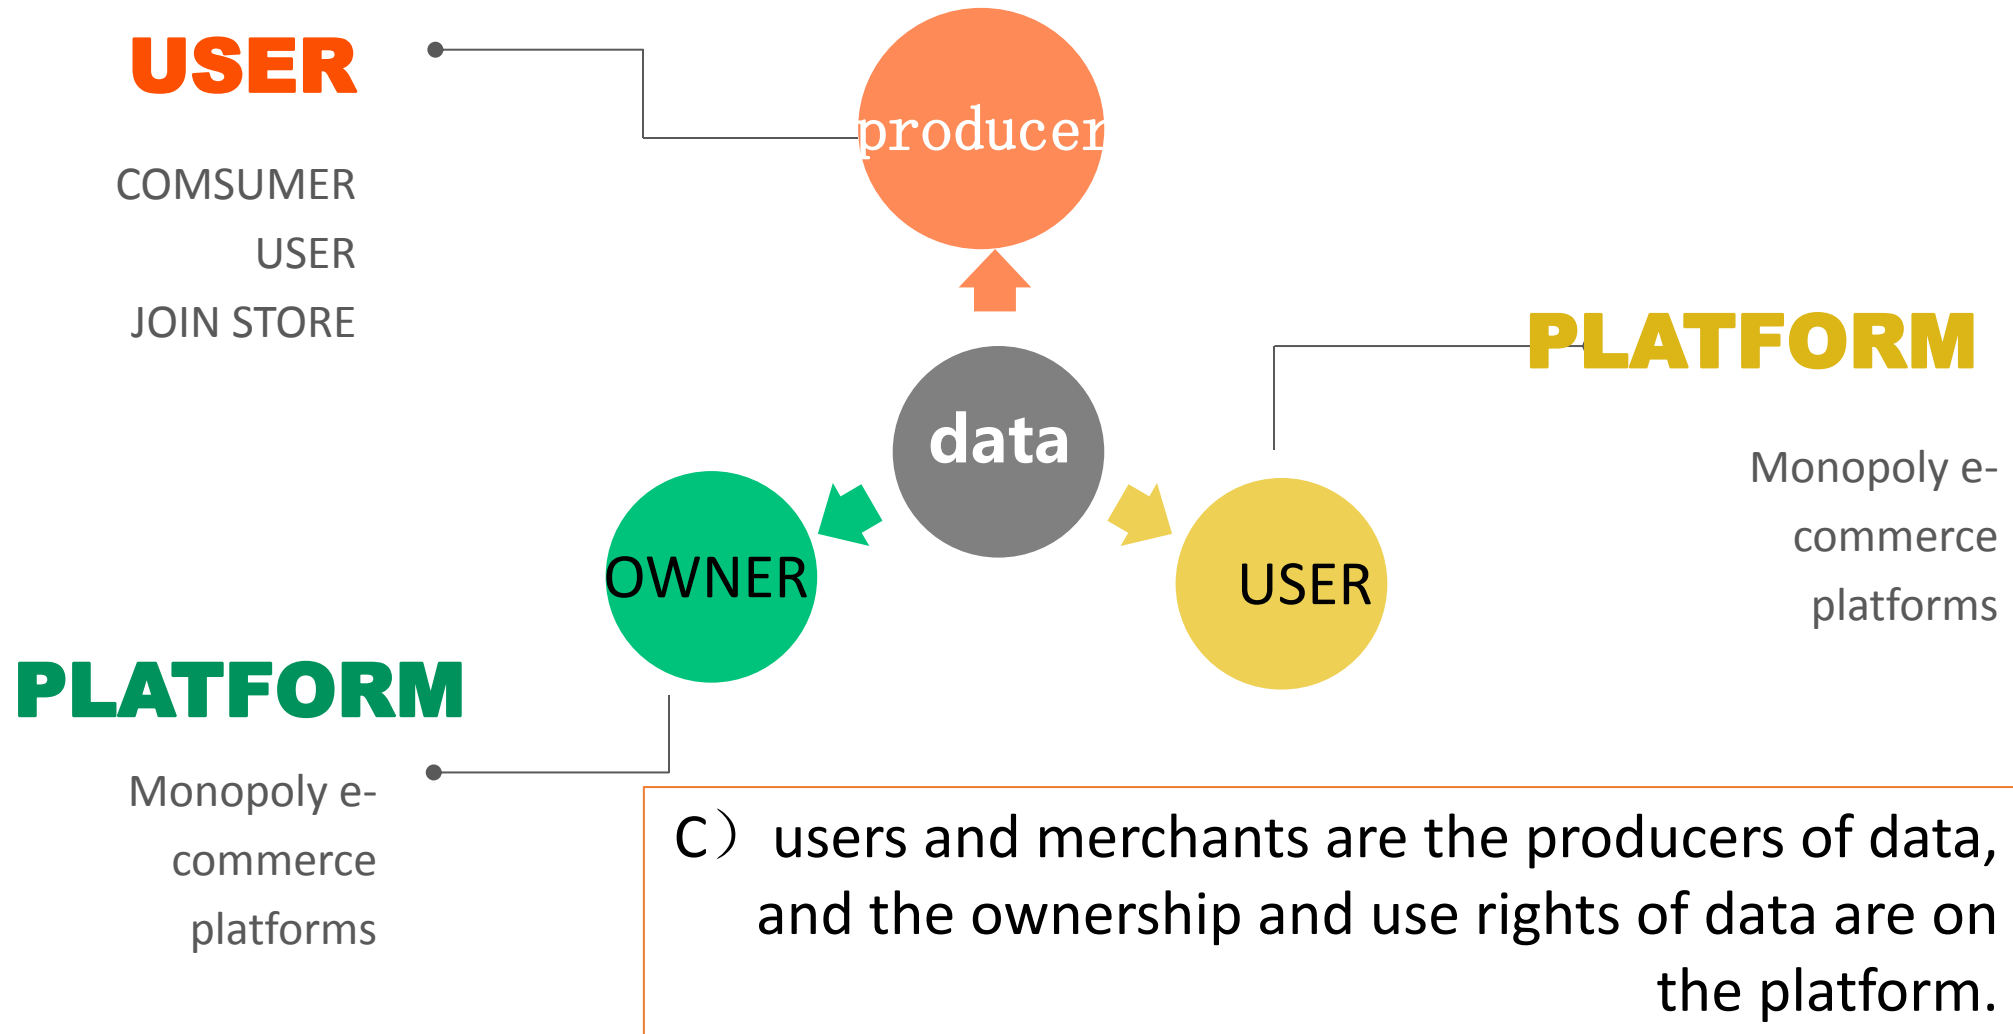 USER
COMSUMER
USER
JOIN STORE
producer
data
PLATFORM
Monopoly e-
commerce
platforms
OWNER
USER
PLATFORM
Monopoly e-
commerce
platforms
C）users and merchants are the producers of data,
and the ownership and use rights of data are on
the platform.